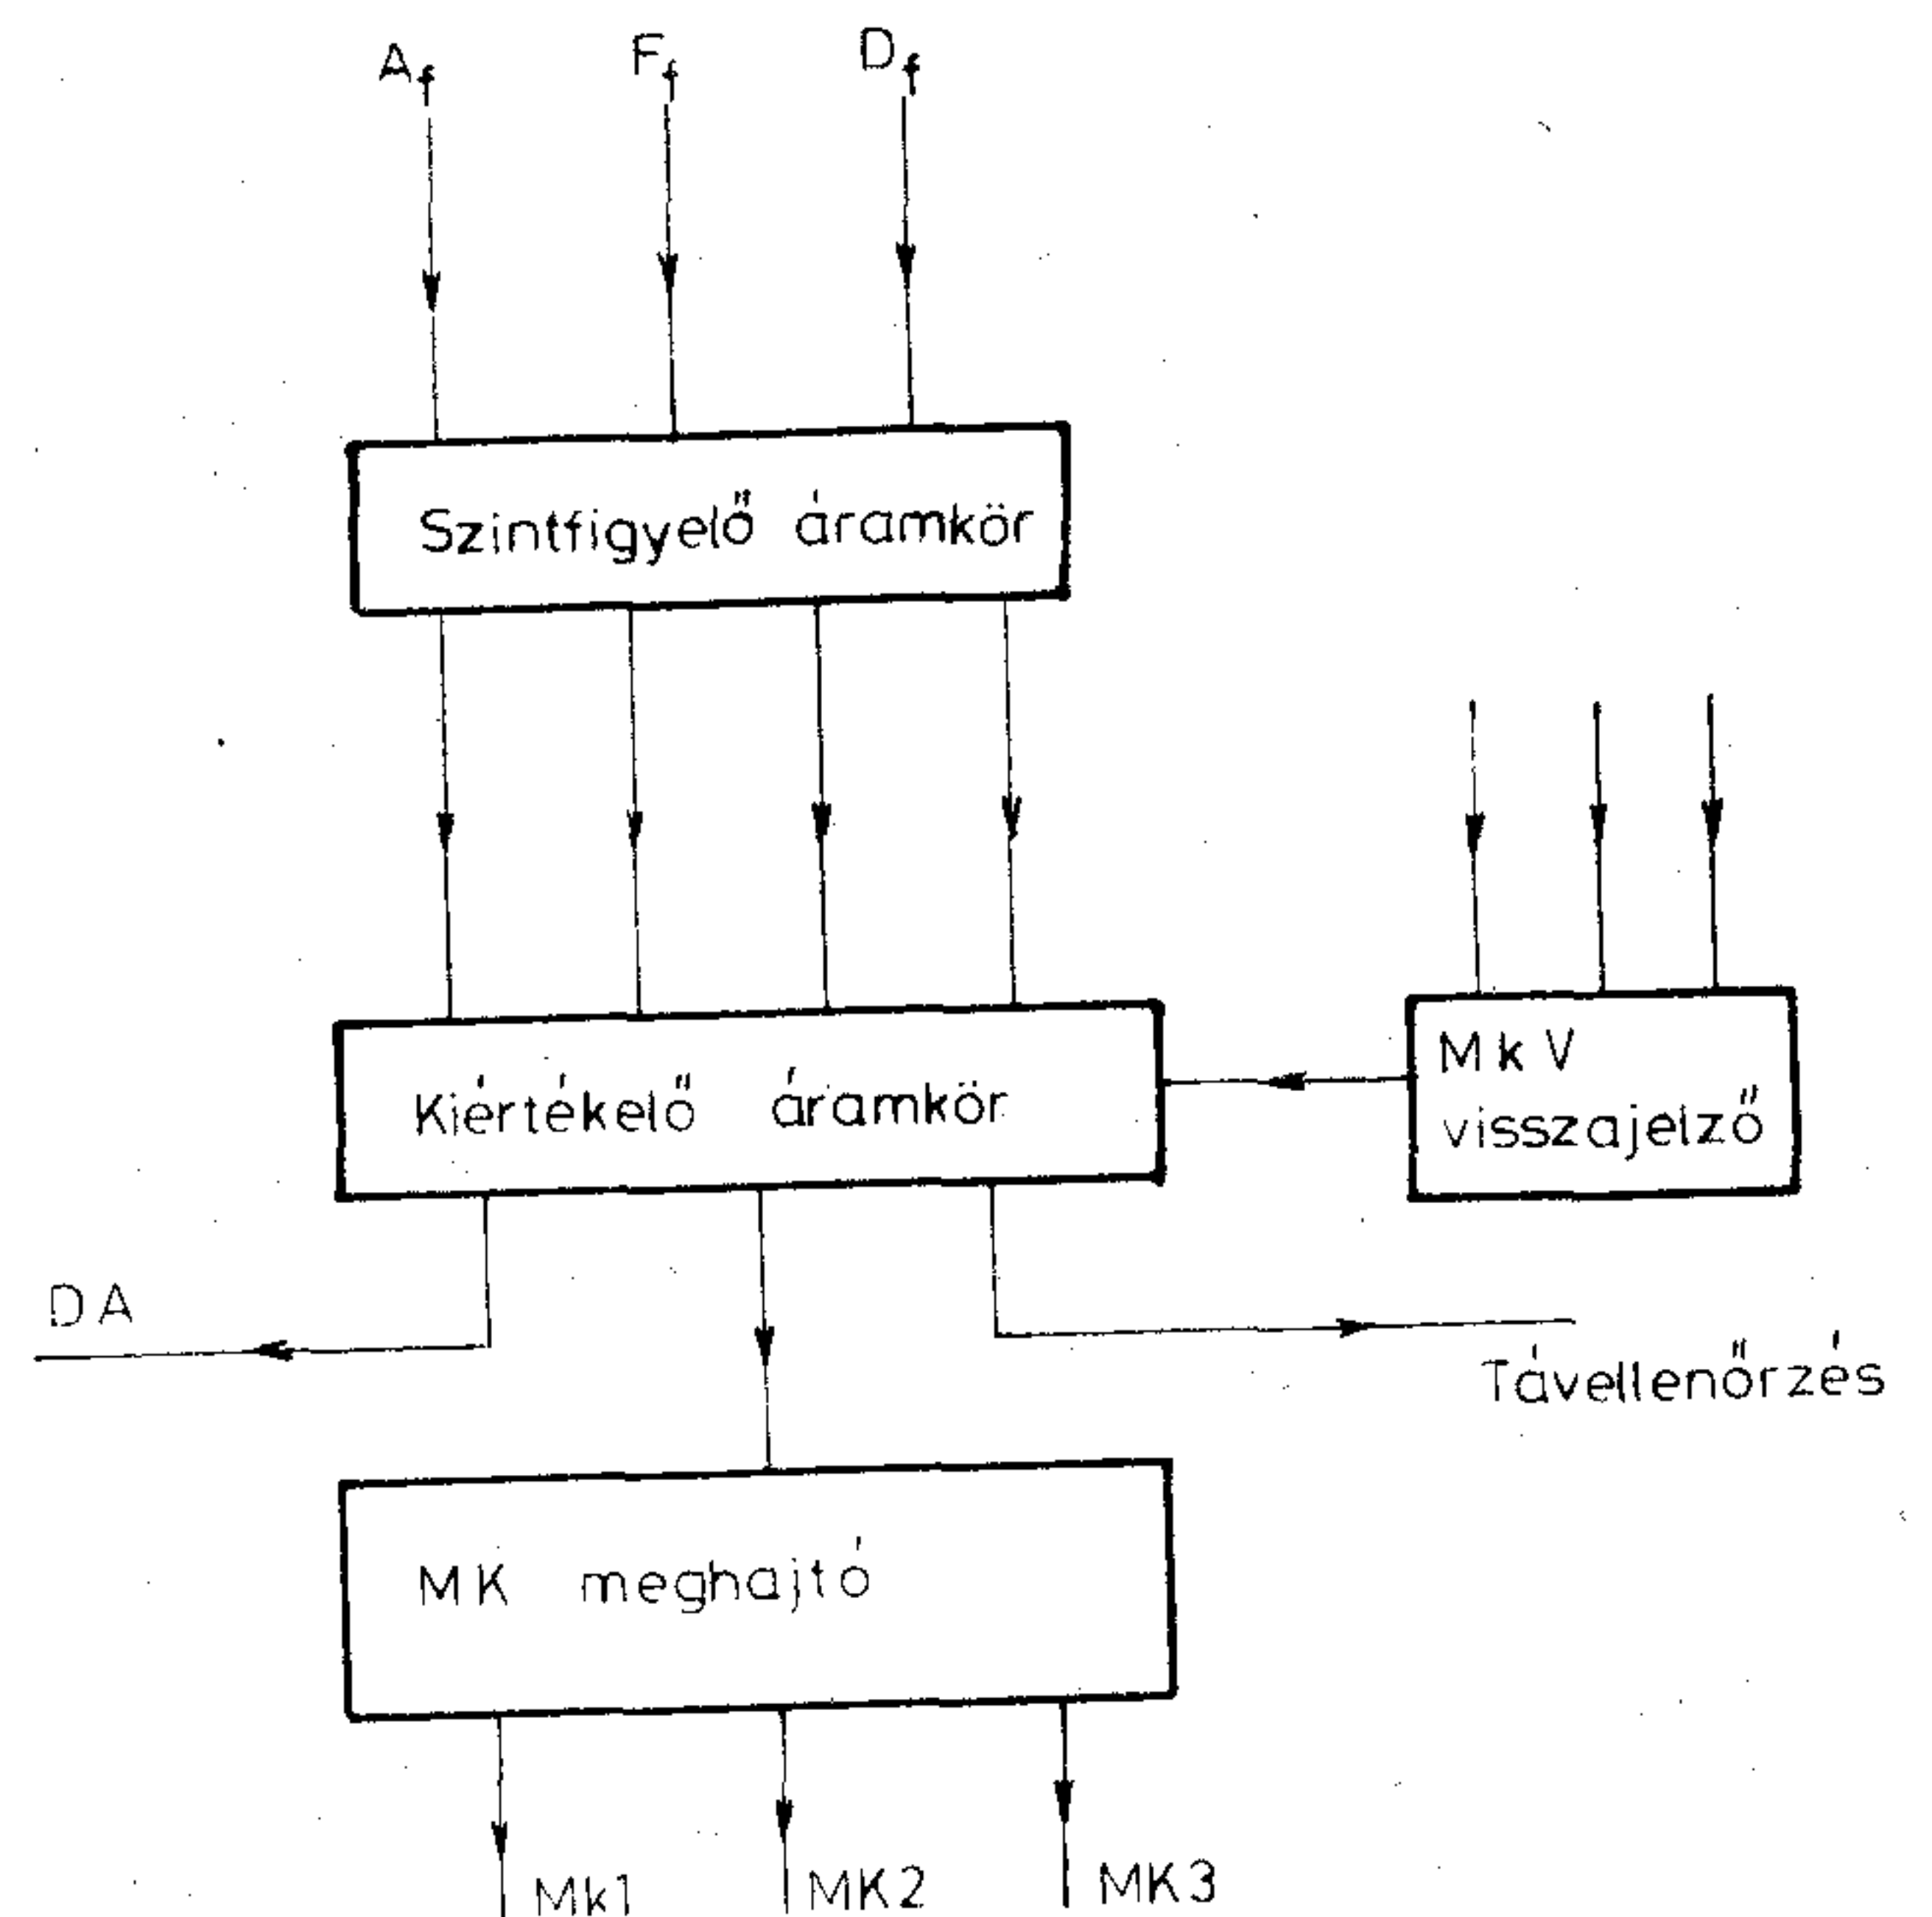 Af Ff Df
Szintfigyelő áramkör
Kiértékelő áramkör
MkV
visszajelző
DA
Távellenőrzés
MK meghajtó
Mk1 MK2 MK3